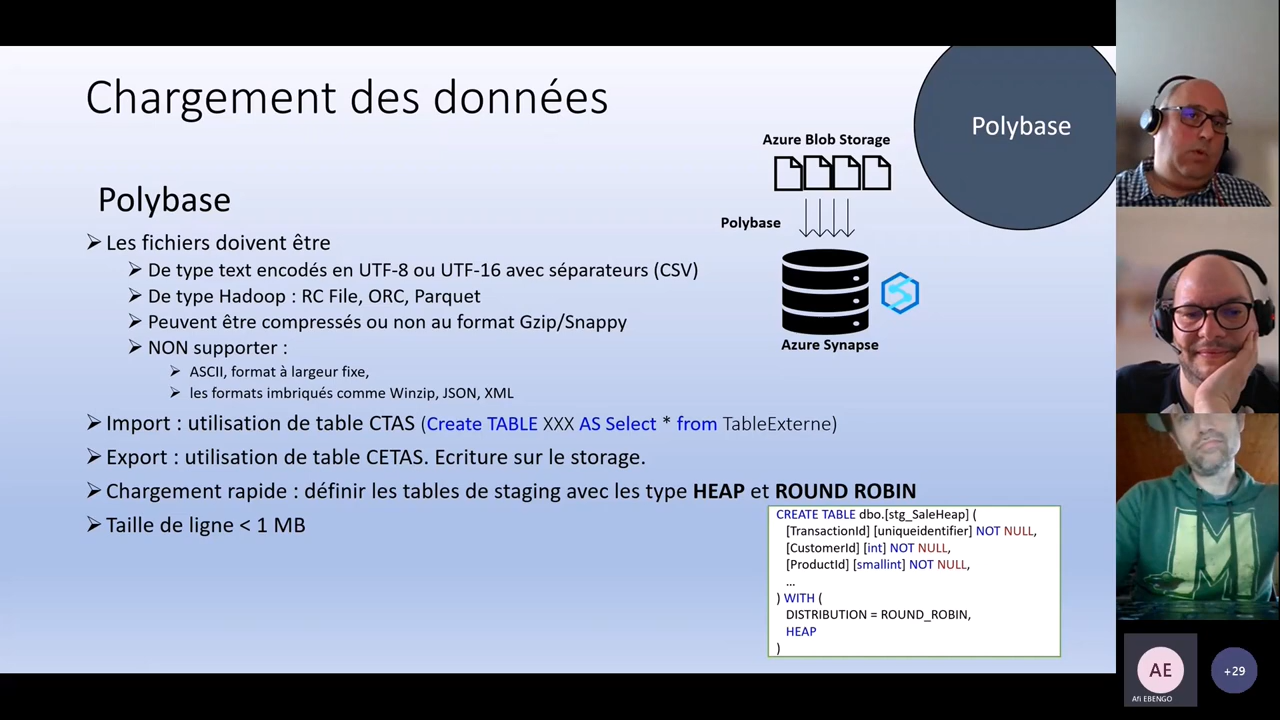 Chargement des données
Polybase
Azure Blob Storage
Polybase
Azure Synapse
Polybase
Les fichiers doivent être
De type text encodés en UTF-8 ou UTF-16 avec séparateurs (CSV)
De type Hadoop : RC File, ORC, Parquet
Peuvent être compressés ou non au format Gzip/Snappy
NON supporter :
ASCII, format à largeur fixe,
les formats imbriqués comme Winzip, JSON, XML
Import : utilisation de table CTAS (Create TABLE XXX AS Select * from TableExterne)
Export : utilisation de table CETAS. Ecriture sur le storage.
Chargement rapide : définir les tables de staging avec les type HEAP et ROUND ROBIN
Taille de ligne < 1 MB
CREATE TABLE dbo.[stg_SaleHeap] (
[TransactionId] [uniqueidentifier] NOT NULL,
[CustomerId] [int] NOT NULL,
[ProductId] [smallint] NOT NULL,
...
) WITH (
DISTRIBUTION = ROUND_ROBIN,
HEAP
)
M
AE
Afi EBENGO
+29